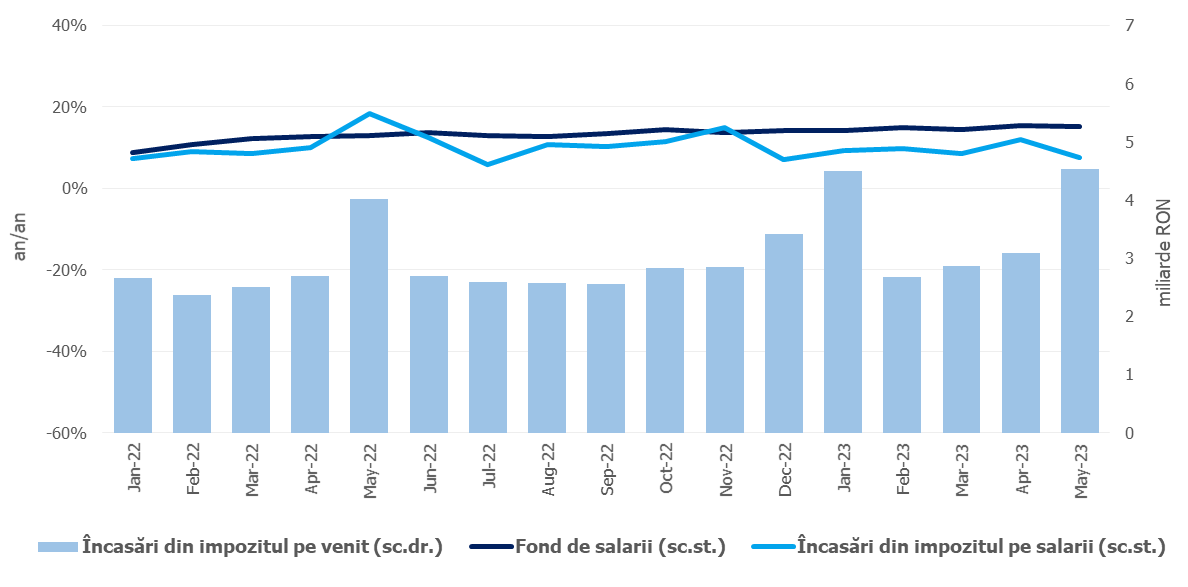 40%
20%
0%
-20%
-40%
-60%
an/an
7
6
5
4
3
2
1
0
miliarde RON
Jan-22
Feb-22
Mar-22
Apr-22
May-22
Jun-22
Jul-22
Aug-22
Sep-22
Oct-22
Nov-22
Dec-22
Jan-23
Feb-23
Mar-23
Apr-23
May-23
Încasări din impozitul pe venit (sc.dr.) Fond de salarii (sc.st.) Încasări din impozitul pe salarii (sc.st.)